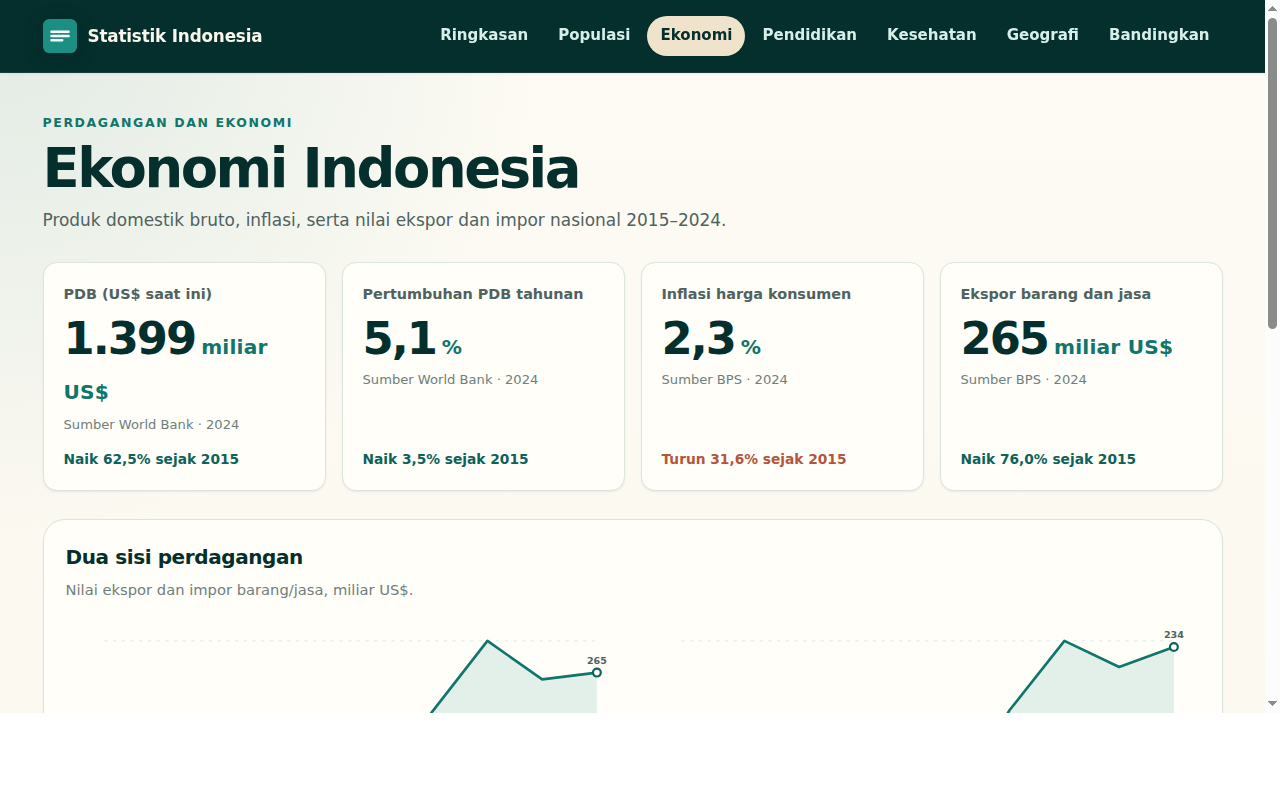 Statistik Indonesia
Ringkasan
Populasi
Ekonomi
Pendidikan
Kesehatan
Geografi
Bandingkan
PERDAGANGAN DAN EKONOMI
Ekonomi Indonesia
Produk domestik bruto, inflasi, serta nilai ekspor dan impor nasional 2015–2024.
PDB (US$ saat ini)
1.399 miliar
US$
Sumber World Bank · 2024
Naik 62,5% sejak 2015
Pertumbuhan PDB tahunan
5,1 %
Sumber World Bank · 2024
Naik 3,5% sejak 2015
Inflasi harga konsumen
2,3 %
Sumber BPS · 2024
Turun 31,6% sejak 2015
Ekspor barang dan jasa
265 miliar US$
Sumber BPS · 2024
Naik 76,0% sejak 2015
Dua sisi perdagangan
Nilai ekspor dan impor barang/jasa, miliar US$.
265
234